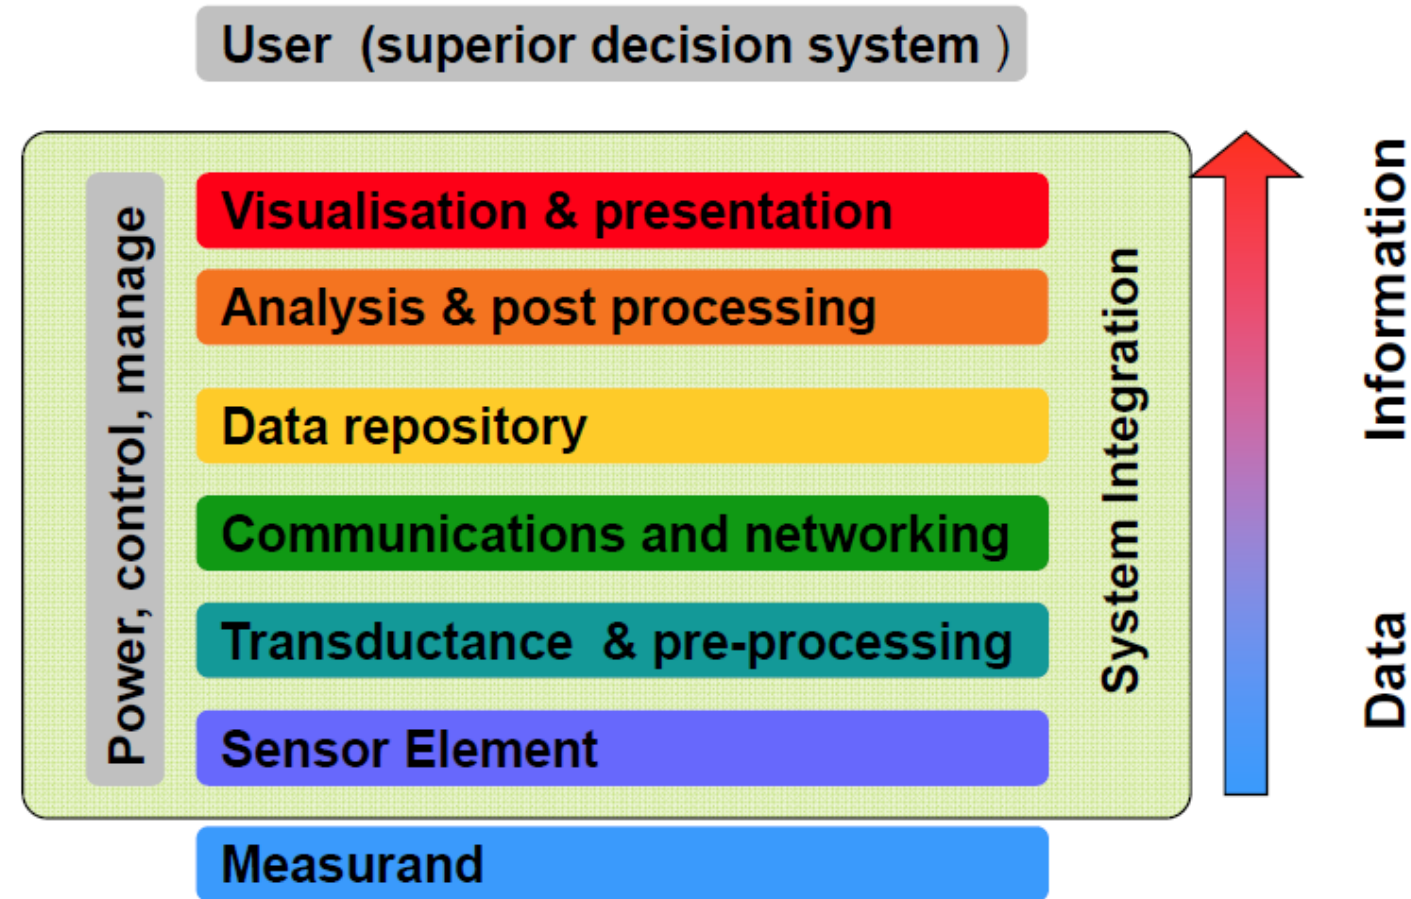 User (superior decision system )
Power, control, manage
Visualisation & presentation
Analysis & post processing
Data repository
Communications and networking
Transductance & pre-processing
Sensor Element
System Integration
Measurand
Information
Data